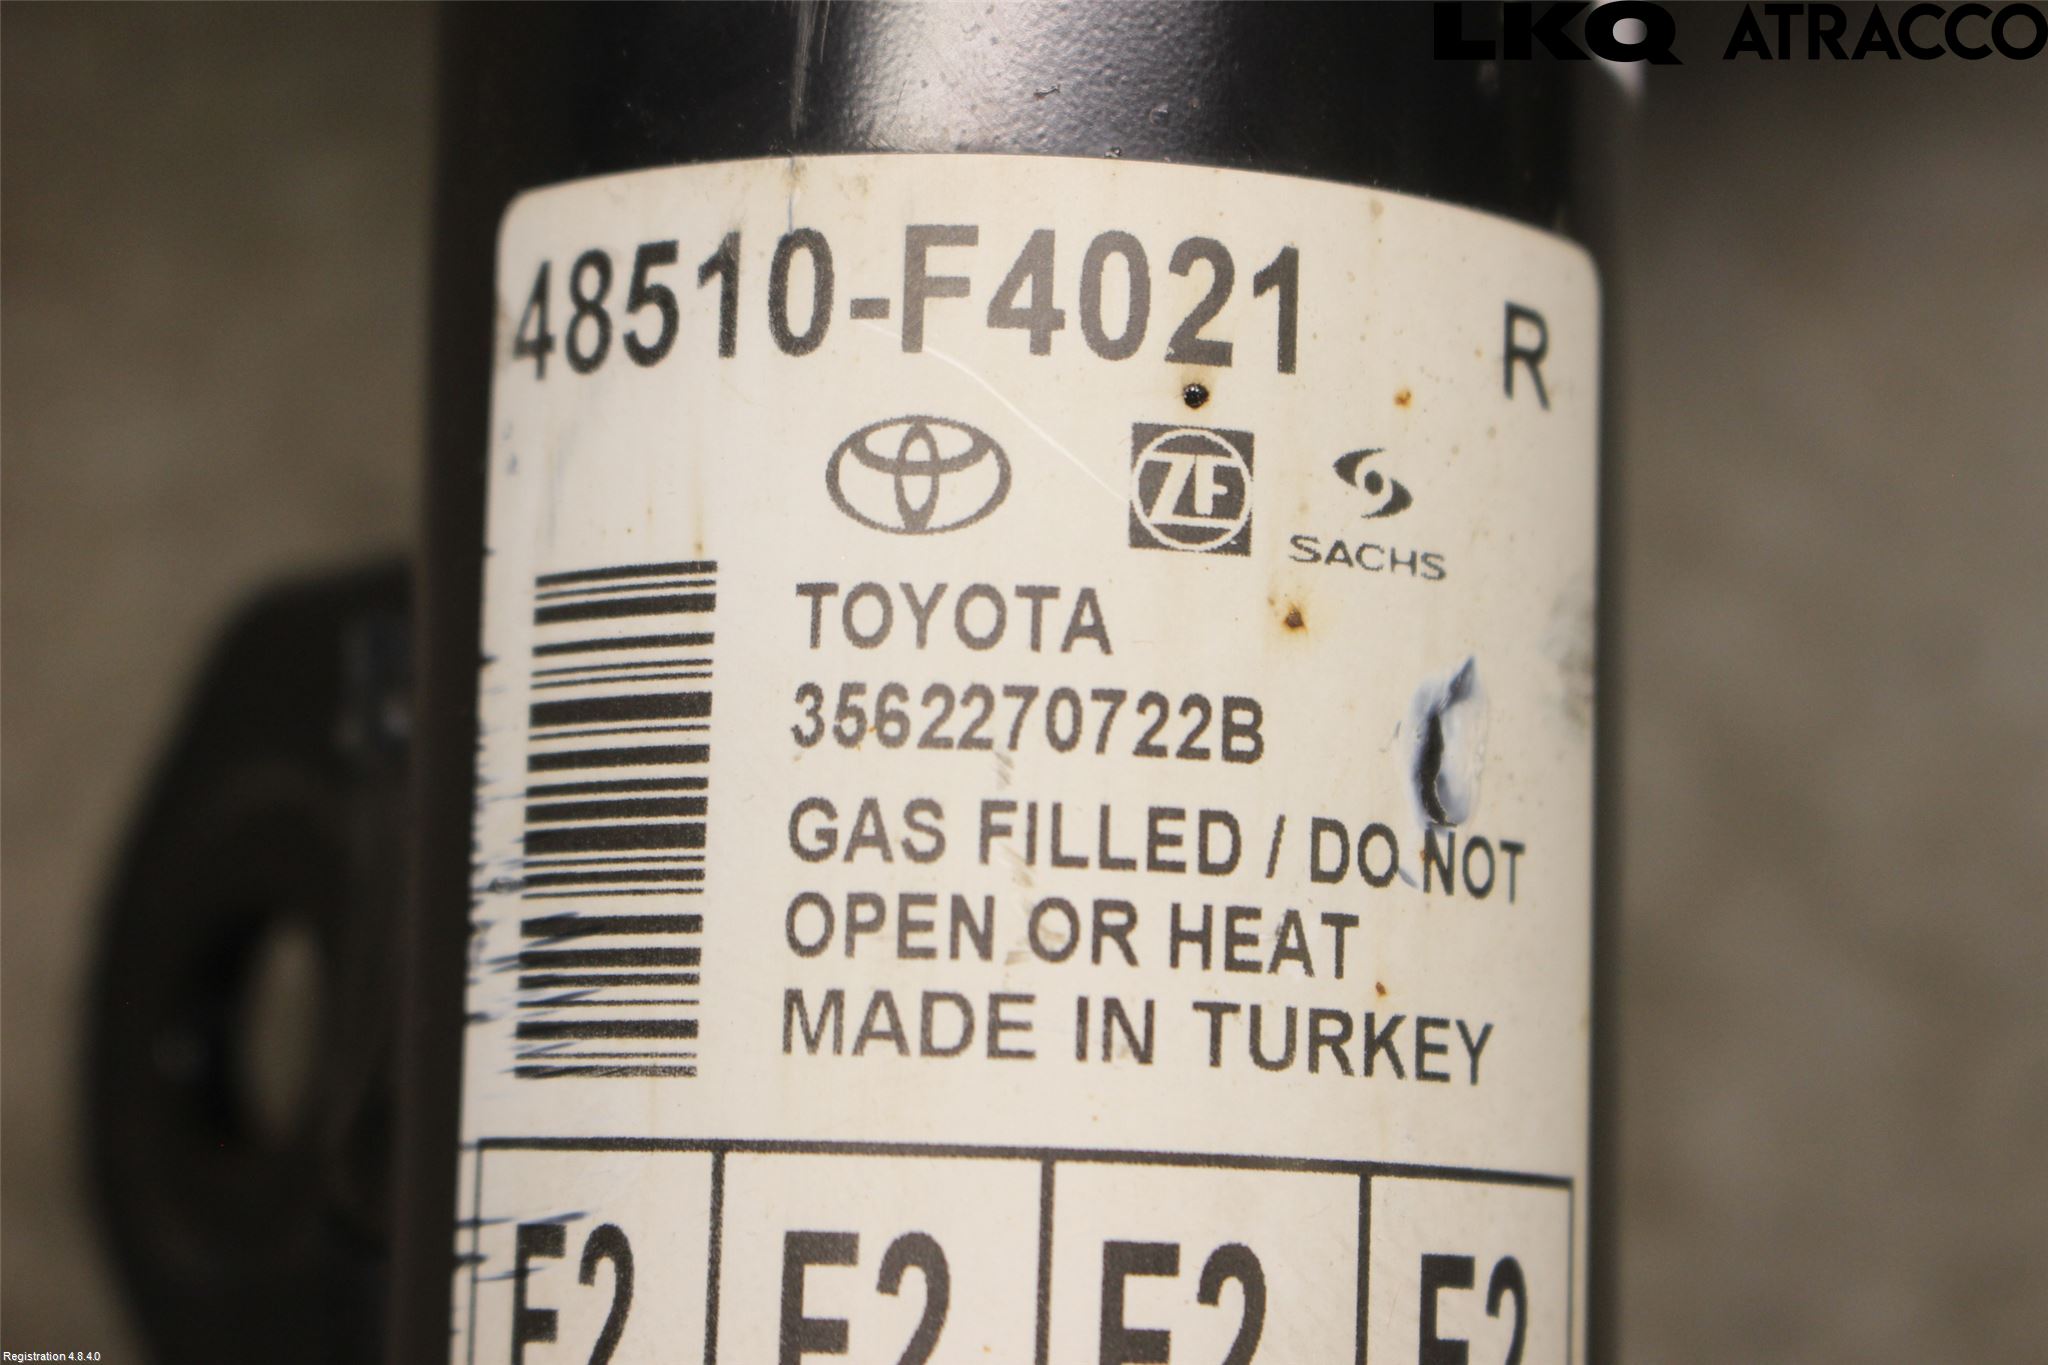 LKQ ATRACCO
48510-F4021 R
ZF
SACHS
TOYOTA
3562270722B
GAS FILLED / DO NOT
OPEN OR HEAT
MADE IN TURKEY
Registration 4.8.4.0